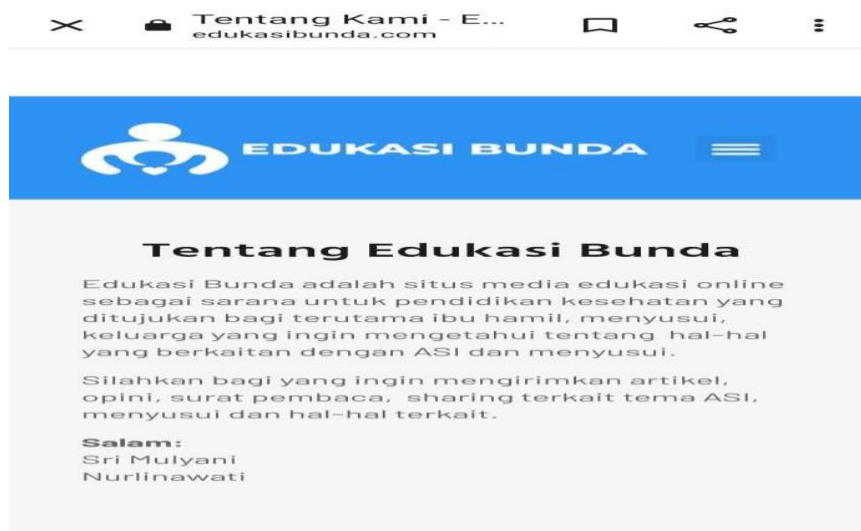 Tentang Kami - E...
edukasibunda.com
EDUKASI BUNDA
Tentang Edukasi Bunda
Edukasi Bunda adalah situs media edukasi online
sebagai sarana untuk pendidikan kesehatan yang
ditujukan bagi terutama ibu hamil, menyusui,
keluarga yang ingin mengetahui tentang hal-hal
yang berkaitan dengan ASI dan menyusui.
Silahkan bagi yang ingin mengirimkan artikel,
opini, surat pembaca, sharing terkait tema ASI,
menyusui dan hal-hal terkait.
Salam:
Sri Mulyani
Nurlinawati